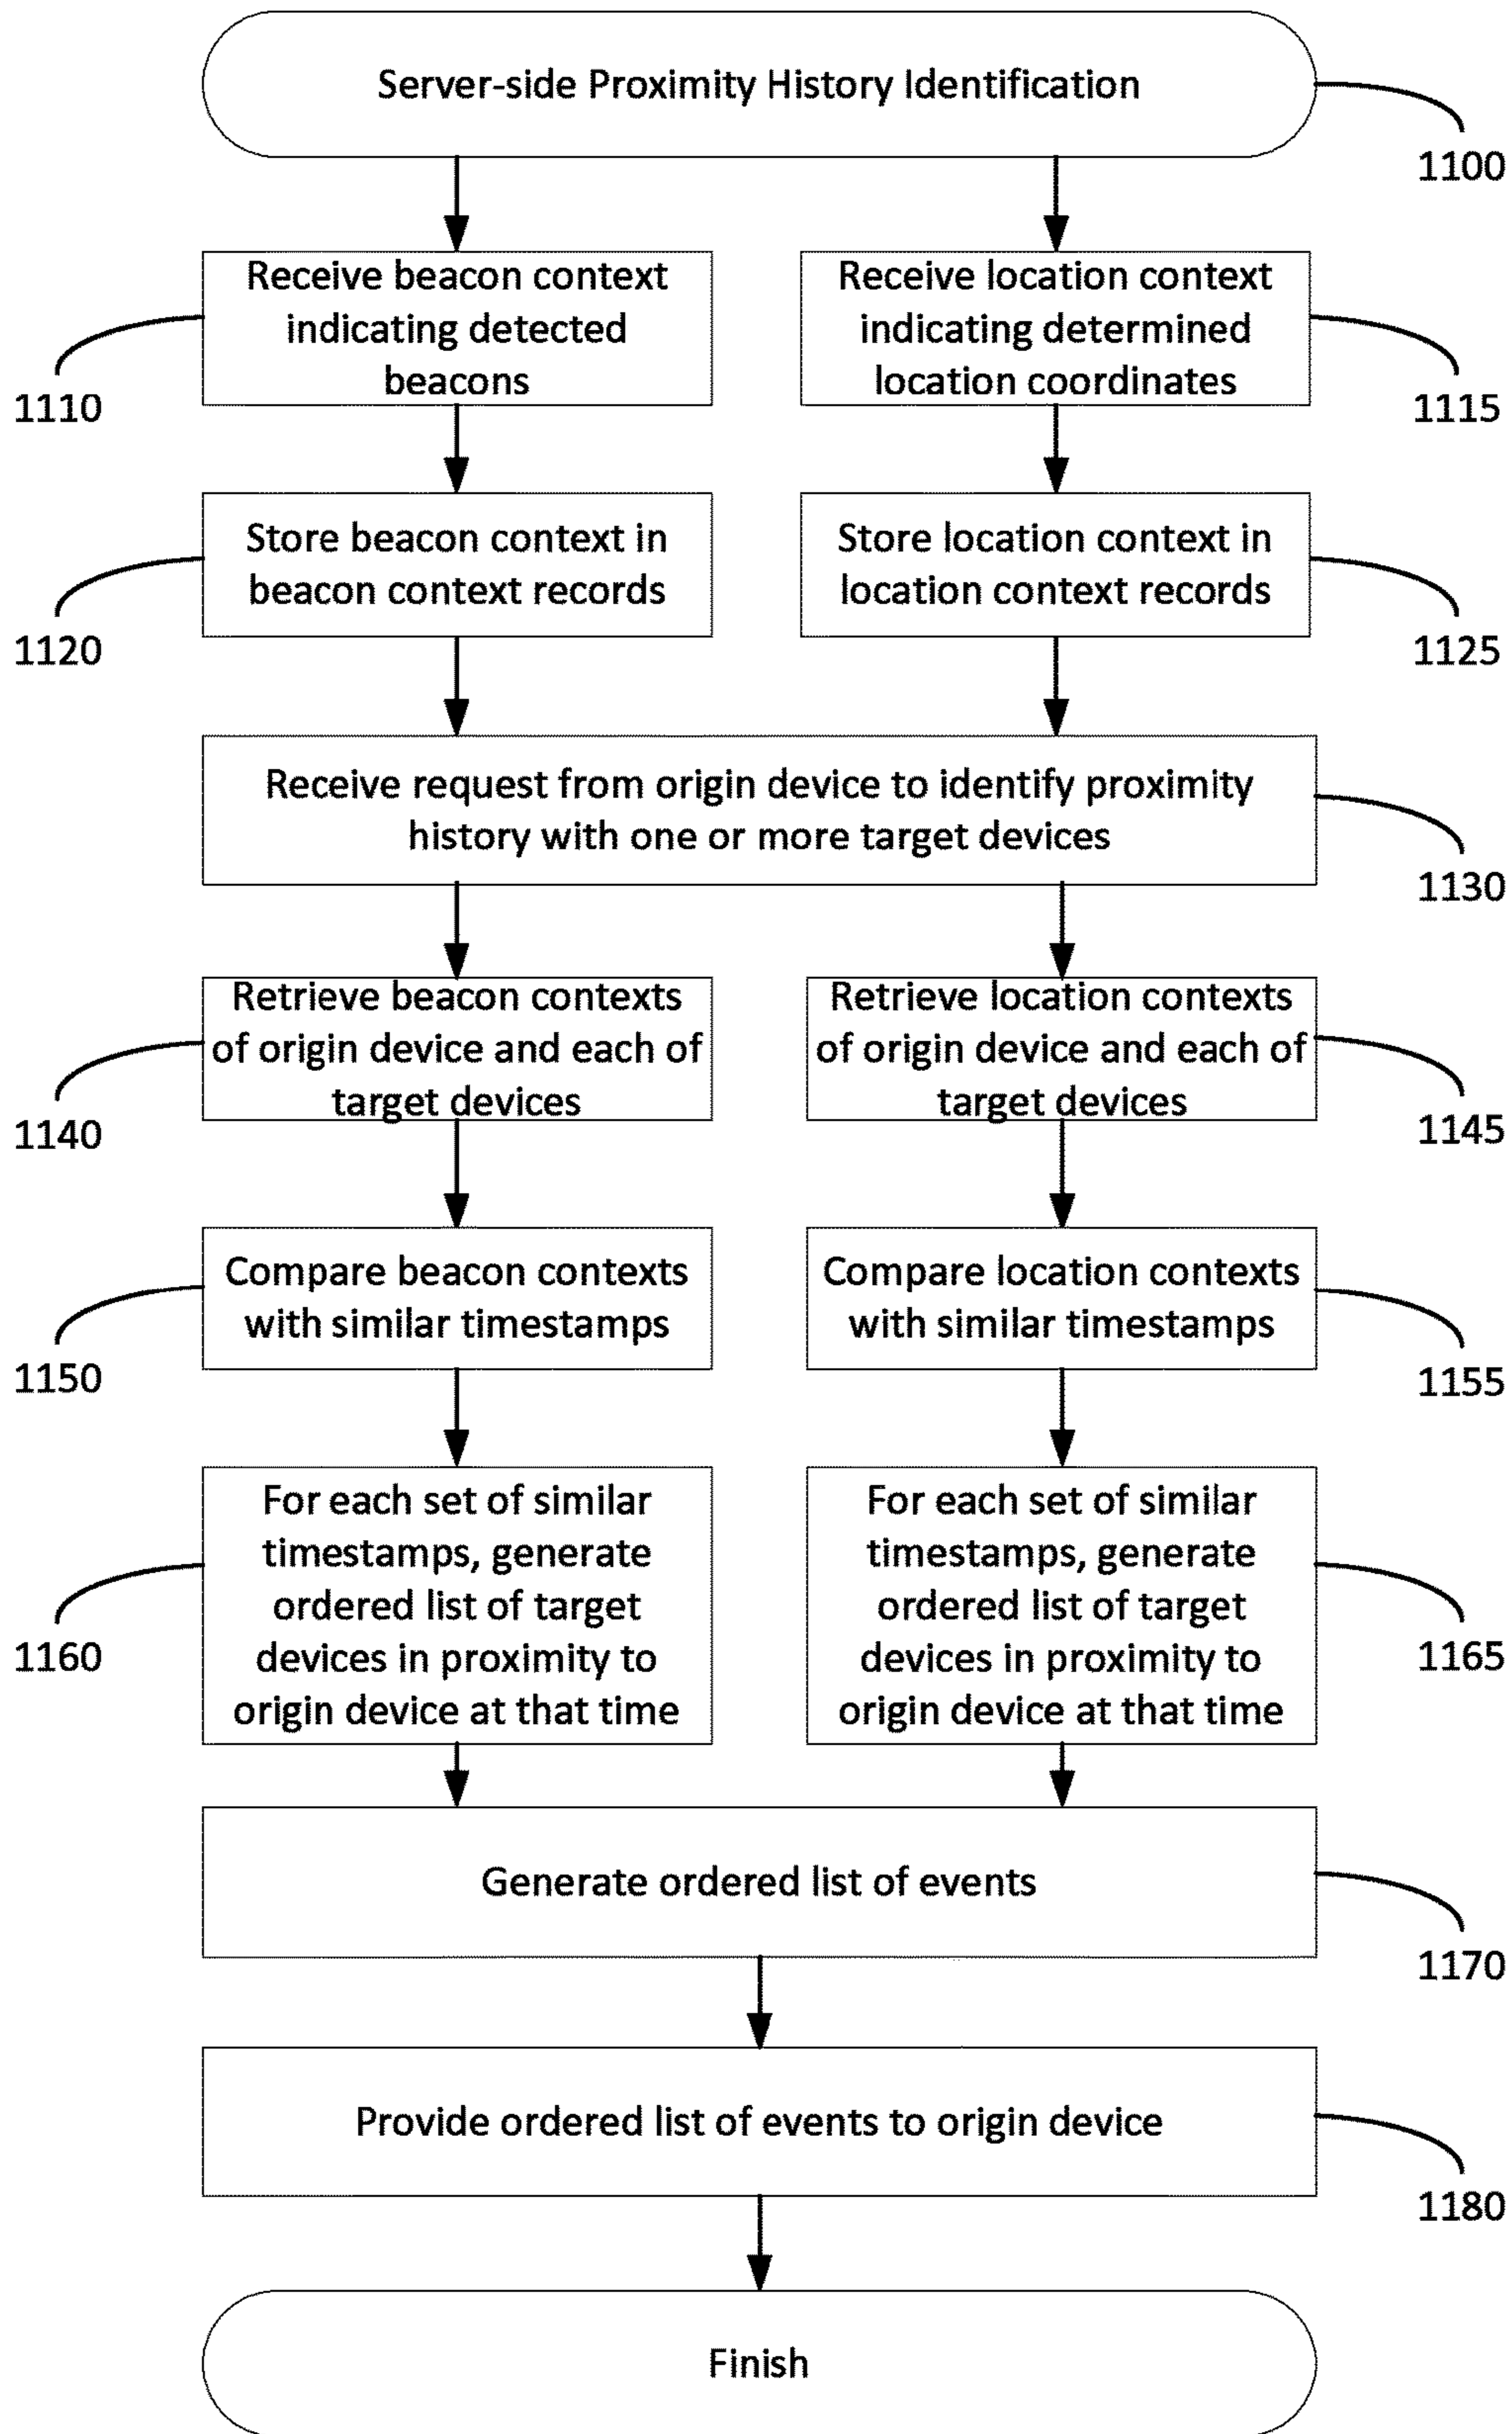 Server-side Proximity History Identification
1100
Receive beacon context
indicating detected
beacons
1110
Receive location context
indicating determined
location coordinates
1115
Store beacon context in
beacon context records
1120
Store location context in
location context records
1125
Receive request from origin device to identify proximity
history with one or more target devices
1130
Retrieve beacon contexts
of origin device and each of
target devices
1140
Retrieve location contexts
of origin device and each of
target devices
1145
Compare beacon contexts
with similar timestamps
1150
Compare location contexts
with similar timestamps
1155
For each set of similar
timestamps, generate
ordered list of target
devices in proximity to
origin device at that time
1160
For each set of similar
timestamps, generate
ordered list of target
devices in proximity to
origin device at that time
1165
Generate ordered list of events
1170
Provide ordered list of events to origin device
1180
Finish